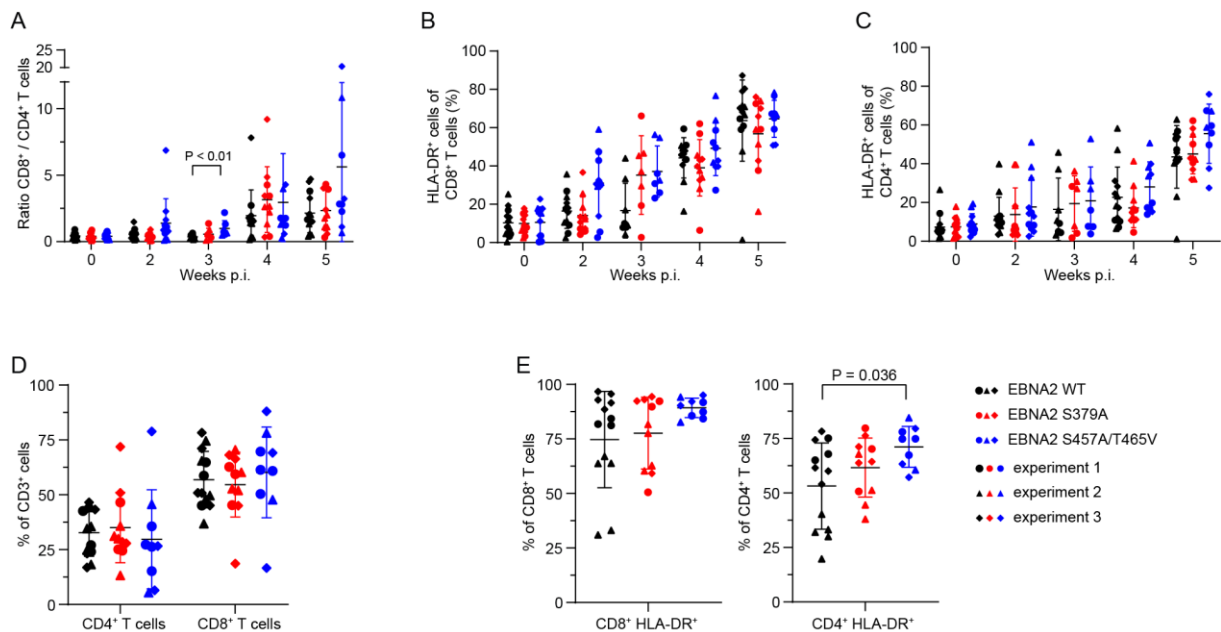 A
Ratio CD8⁺ / CD4⁺ T cells
25
20
10
5
0
P < 0.01
0 2 3 4 5
Weeks p.i.
B
HLA-DR⁺ cells of
CD8⁺ T cells (%)
100
80
60
40
20
0
0 2 3 4 5
Weeks p.i.
C
HLA-DR⁺ cells of
CD4⁺ T cells (%)
100
80
60
40
20
0
0 2 3 4 5
Weeks p.i.
D
% of CD3⁺ cells
100
75
50
25
0
CD4⁺ T cells CD8⁺ T cells
E
% of CD8⁺ T cells
100
75
50
25
0
CD8⁺ HLA-DR⁺
% of CD4⁺ T cells
P = 0.036
100
75
50
25
0
CD4⁺ HLA-DR⁺
EBNA2 WT
EBNA2 S379A
EBNA2 S457A/T465V
experiment 1
experiment 2
experiment 3